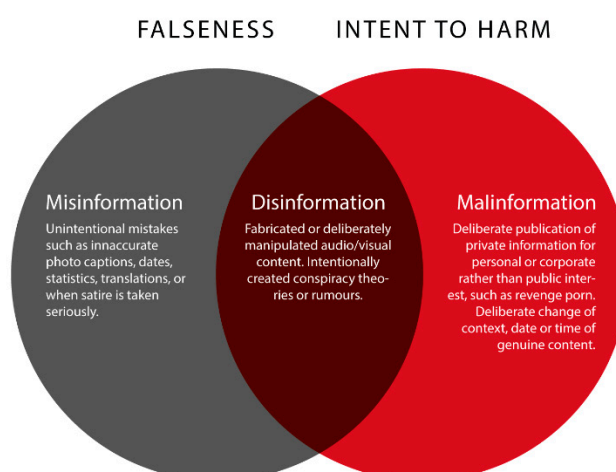 FALSENESS
INTENT TO HARM
Misinformation
Unintentional mistakes
such as innaccurate
photo captions, dates,
statistics, translations, or
when satire is taken
seriously.
Disinformation
Fabricated or deliberately
manipulated audio/visual
content. Intentionally
created conspiracy theo-
ries or rumours.
Malinformation
Deliberate publication of
private information for
personal or corporate
rather than public inter-
est, such as revenge porn.
Deliberate change of
context, date or time of
genuine content.